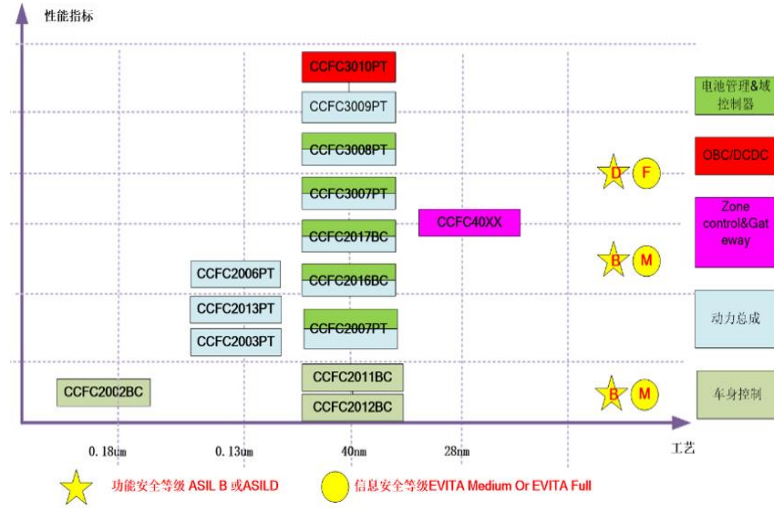 性能指标
CCFC3010PT
CCFC3009PT
CCFC3008PT
CCFC3007PT
CCFC2017BC
CCFC40XX
CCFC2006PT
CCFC2016BC
CCFC2013PT
CCFC2003PT
CCFC2007PT
CCFC2002BC
CCFC2011BC
CCFC2012BC
D F
B M
B M
电池管理&域
控制器
OBC/DCDC
Zone
control&Gat
eway
动力总成
车身控制
0.18um
0.13um
40nm
28nm
工艺
功能安全等级 ASIL B 或ASILD
信息安全等级EVITA Medium Or EVITA Full